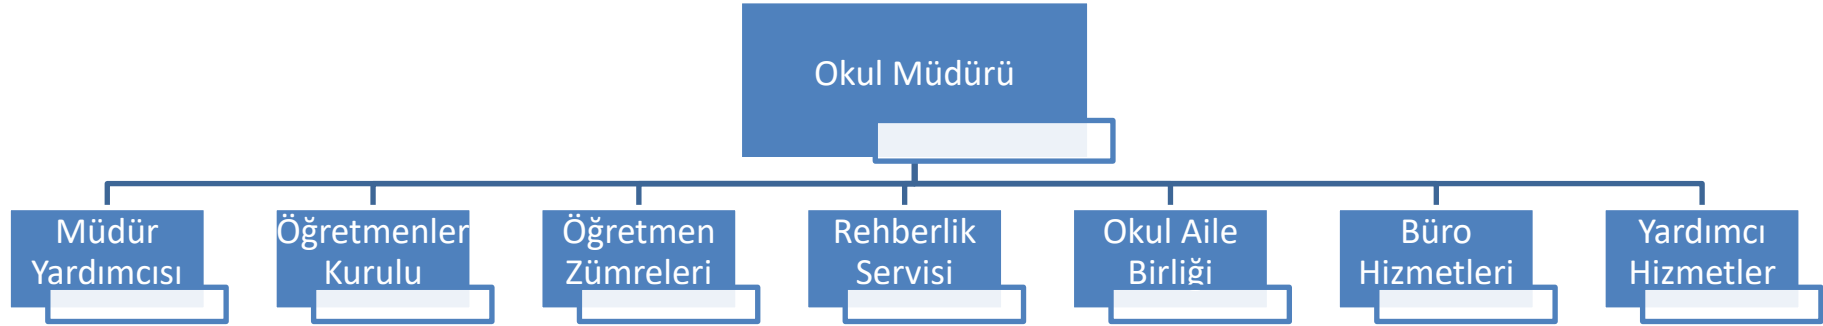 Okul Müdürü
Müdür
Yardımcısı
Öğretmenler
Kurulu
Öğretmen
Zümreleri
Rehberlik
Servisi
Okul Aile
Birliği
Büro
Hizmetleri
Yardımcı
Hizmetler